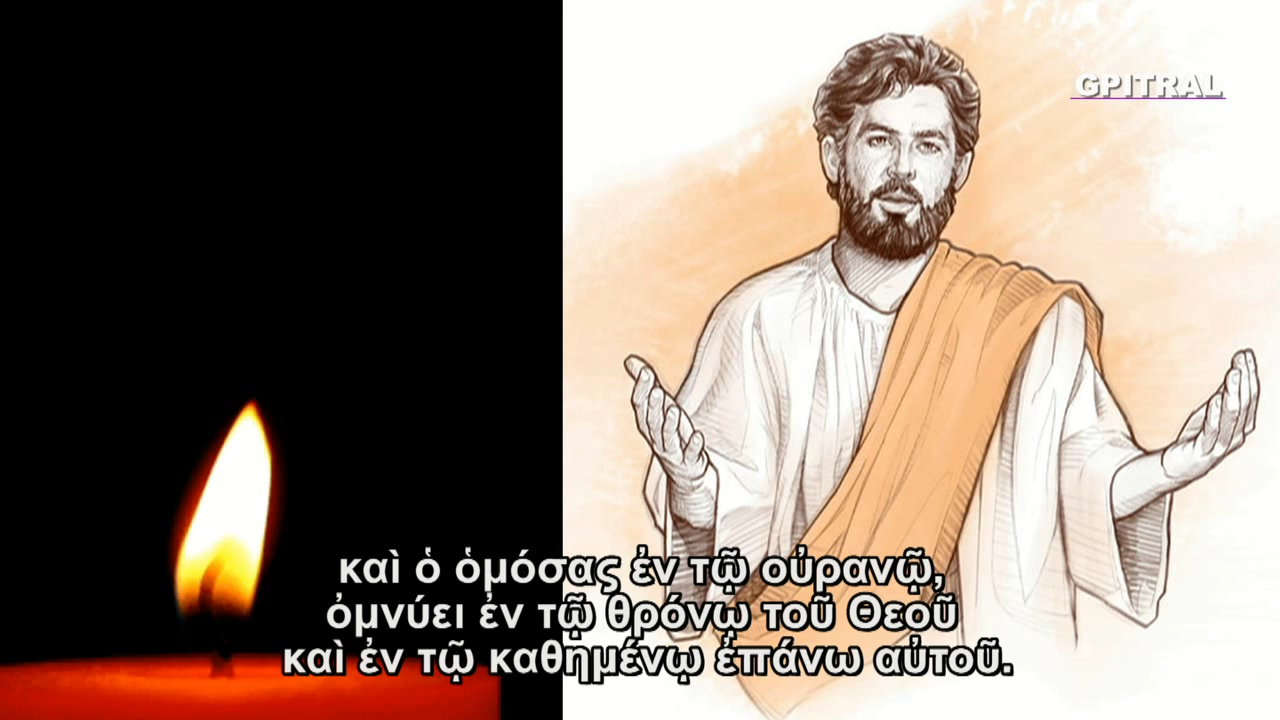 GPITRAL
καὶ ὁ ὁμόσας ἐν τῷ οὐρανῷ,
ὀμνύει ἐν τῷ θρόνῳ τοῦ Θεοῦ
καὶ ἐν τῷ καθημένῳ ἐπάνω αὐτοῦ.